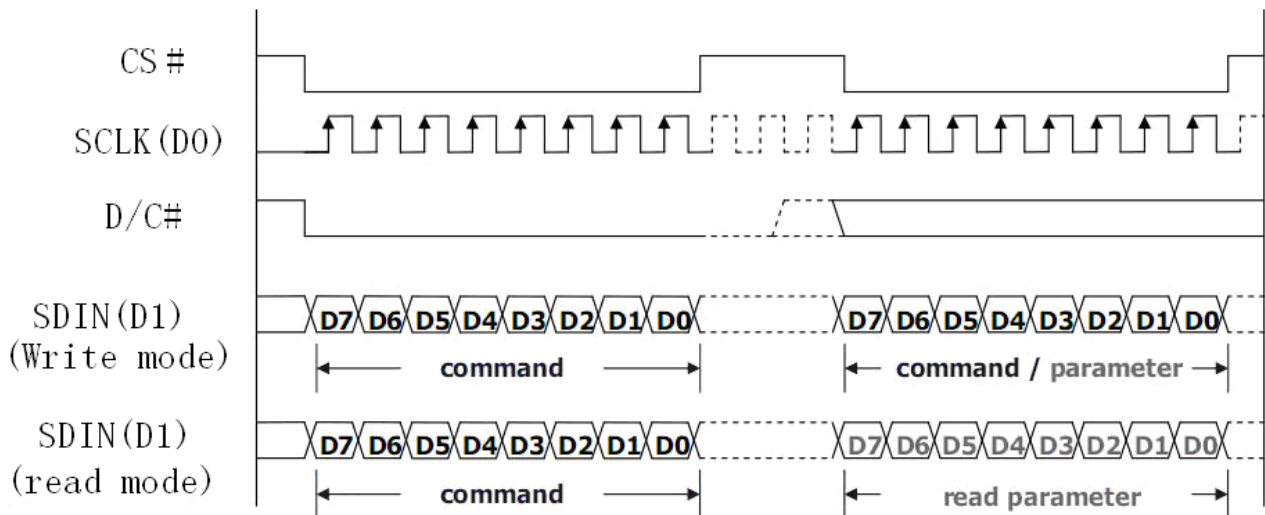 CS#
SCLK(D0)
D/C#
SDIN(D1)
(Write mode)
D7 D6 D5 D4 D3 D2 D1 D0 D7 D6 D5 D4 D3 D2 D1 D0
command command / parameter
SDIN(D1)
(read mode)
D7 D6 D5 D4 D3 D2 D1 D0 D7 D6 D5 D4 D3 D2 D1 D0
command read parameter